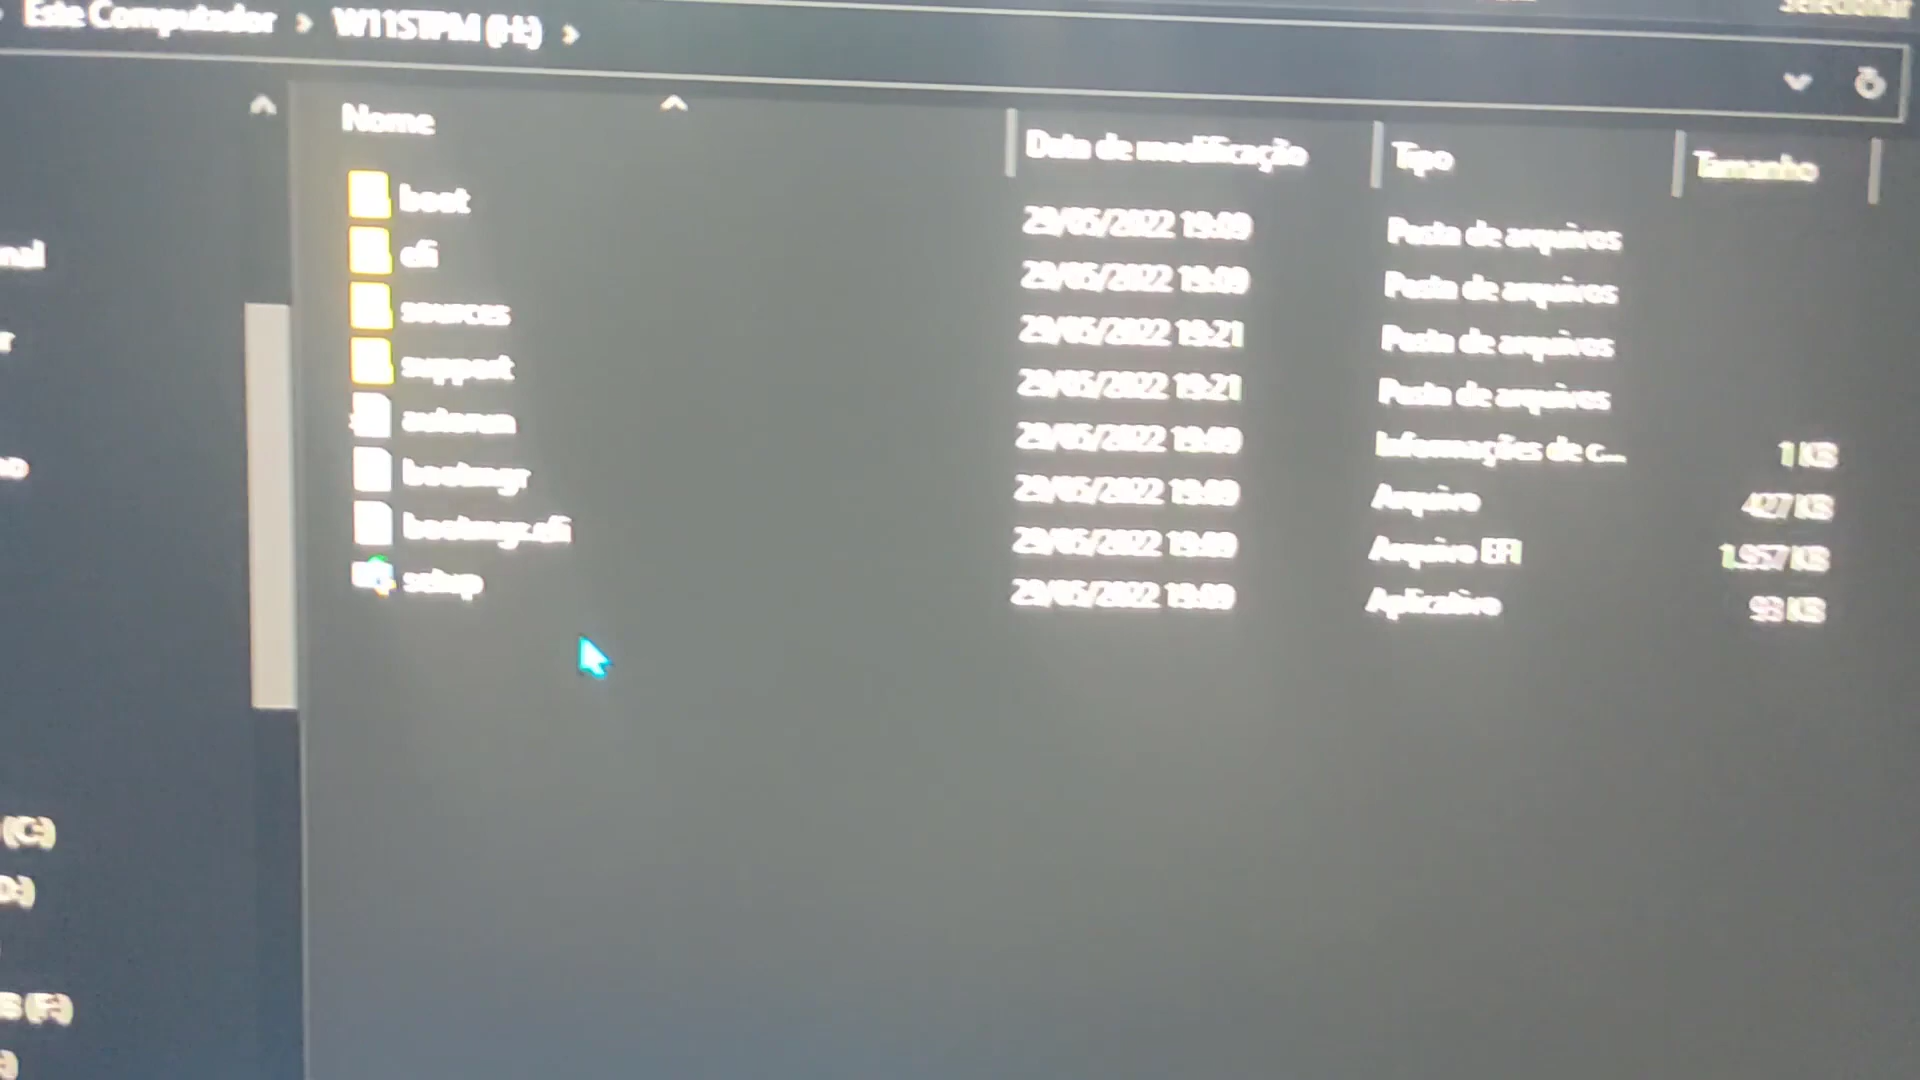 Selecionar
Este Computador > W11STPM (H:) >
Nome
Data de modificação
Tipo
Tamanho
boot
29/05/2022 19:09
Pasta de arquivos
efi
29/05/2022 19:09
Pasta de arquivos
sources
29/05/2022 19:21
Pasta de arquivos
support
29/05/2022 19:21
Pasta de arquivos
autorun
29/05/2022 19:09
Informações de c...
1 KB
bootmgr
29/05/2022 19:09
Arquivo
427 KB
bootmgr.efi
29/05/2022 19:09
Arquivo EFI
1.957 KB
setup
29/05/2022 19:09
Aplicativo
93 KB
nal
r
(C:)
D:)
S (F:)